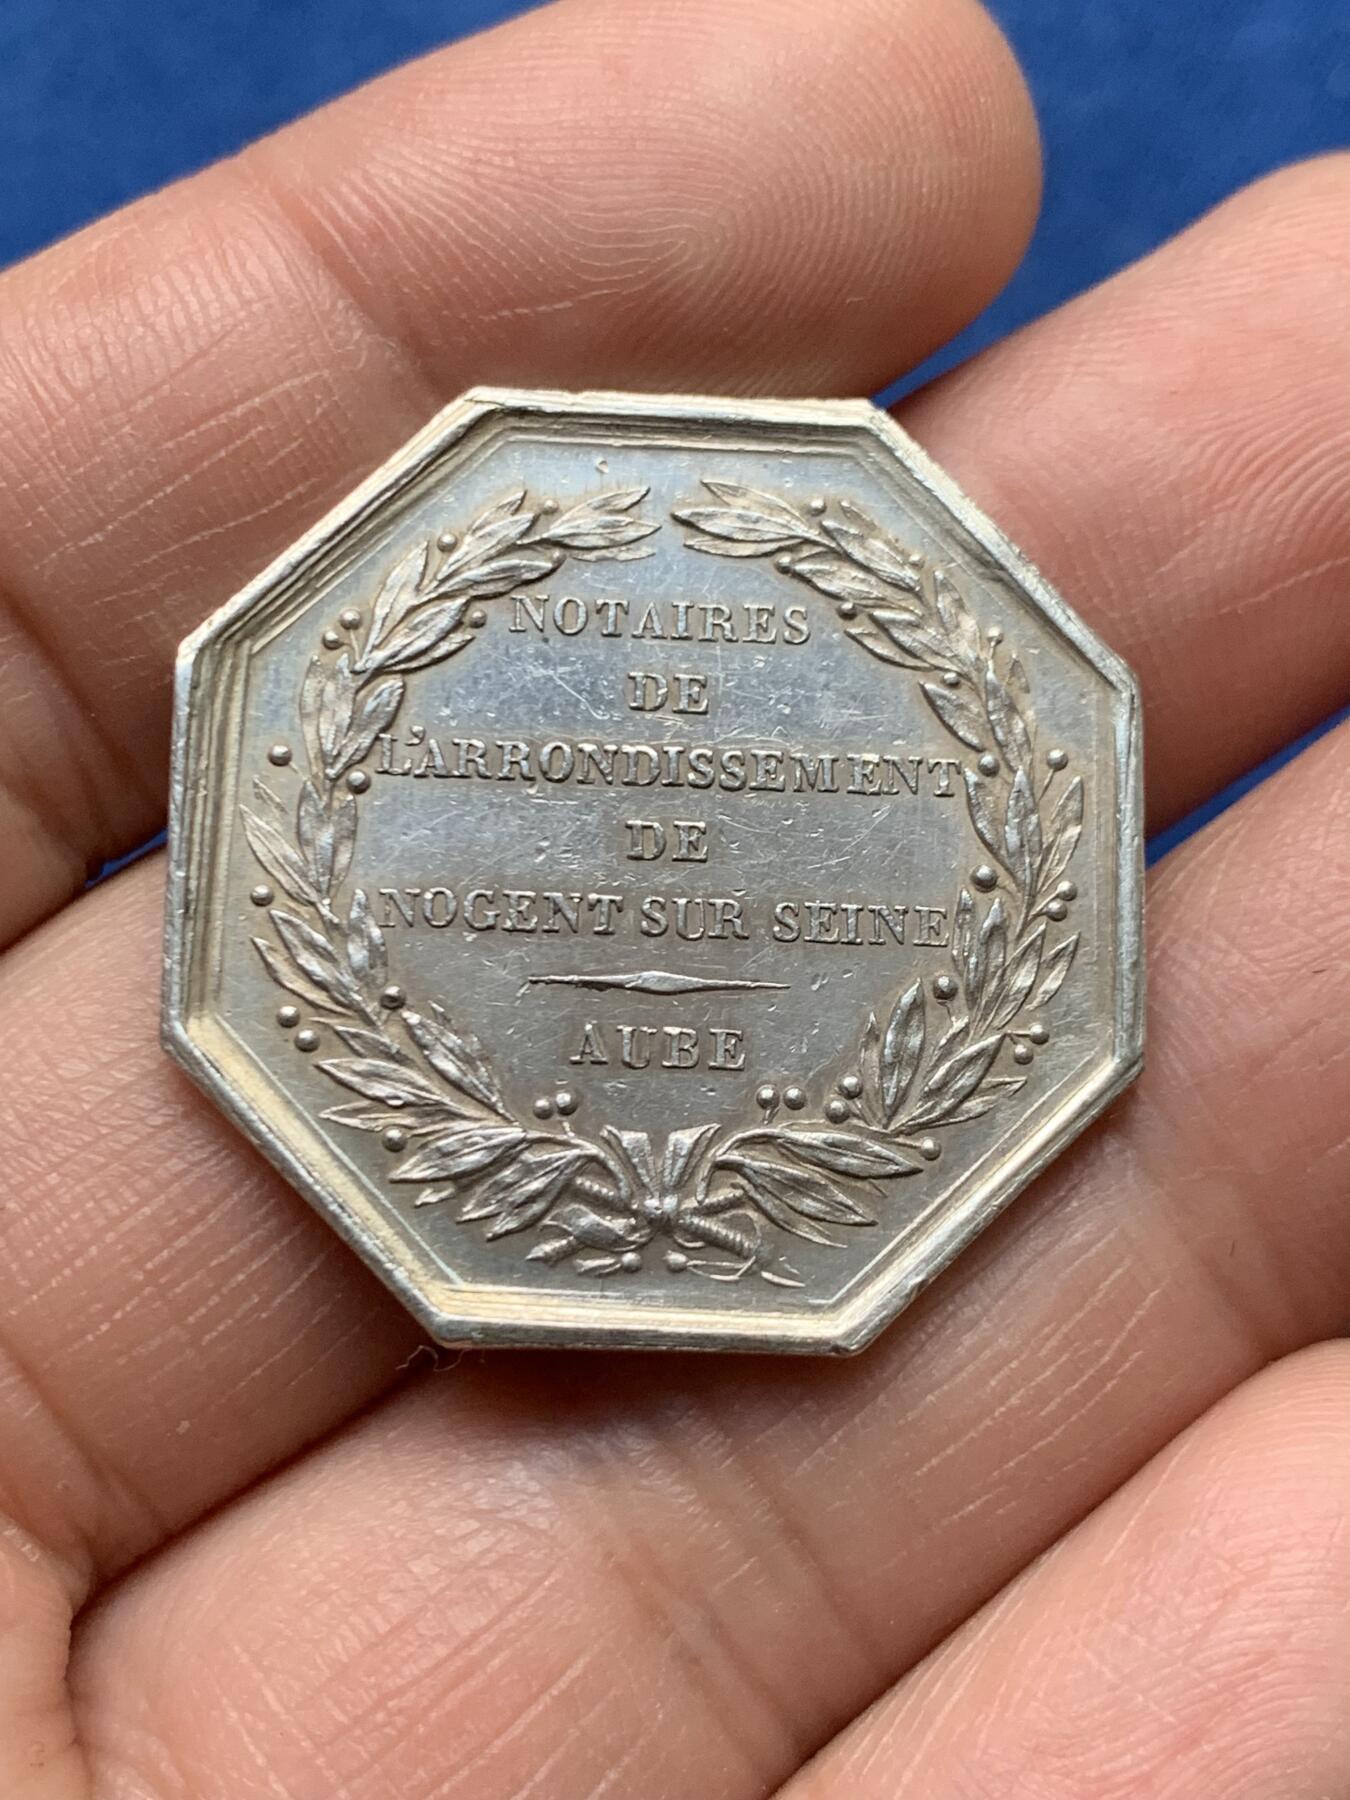 NOTAIRES
DE
L'ARRONDISSEMENT
DE
NOGENT SUR SEINE
AUBE